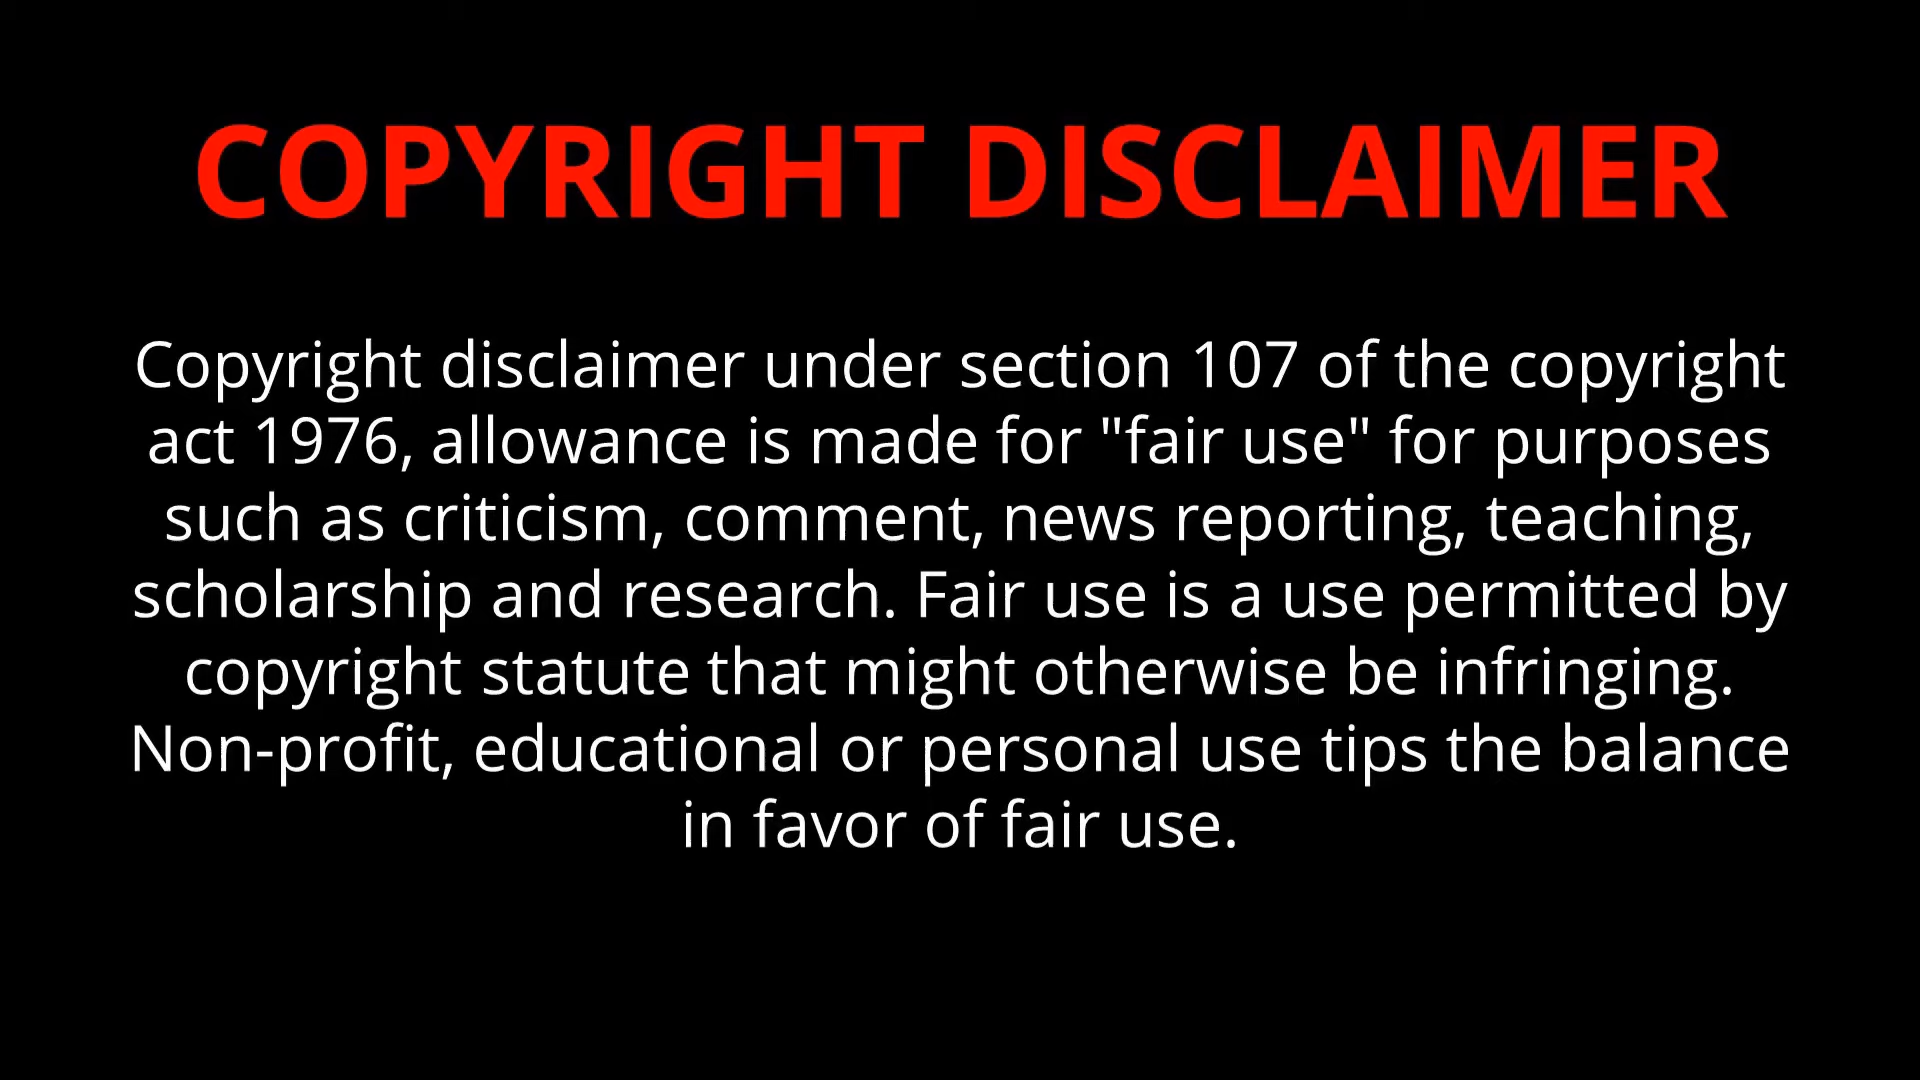 COPYRIGHT DISCLAIMER
Copyright disclaimer under section 107 of the copyright
act 1976, allowance is made for "fair use" for purposes
such as criticism, comment, news reporting, teaching,
scholarship and research. Fair use is a use permitted by
copyright statute that might otherwise be infringing.
Non-profit, educational or personal use tips the balance
in favor of fair use.